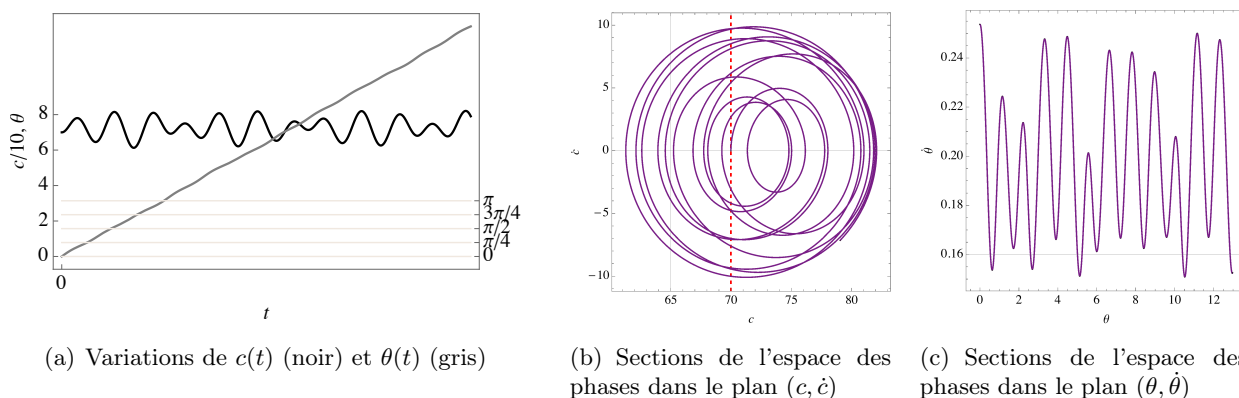 8
6
4
2
0
c/10, θ
π
3π/4
π/2
π/4
0
0
t
10
5
0
−5
−10
ċ
65
70
75
80
c
0.24
0.22
0.20
0.18
0.16
θ̇
0
2
4
6
8
10
12
θ
(a) Variations de c(t) (noir) et θ(t) (gris)
(b) Sections de l'espace des
phases dans le plan (c, ċ)
(c) Sections de l'espace des
phases dans le plan (θ, θ̇)